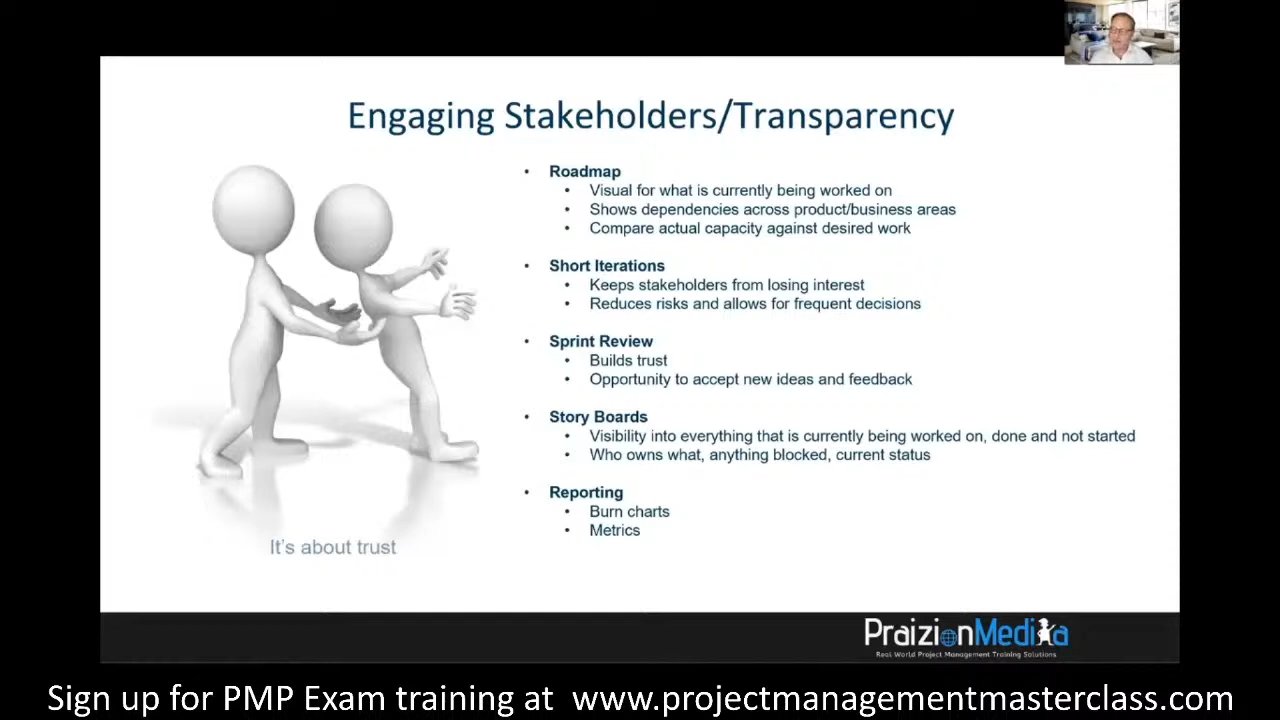 Engaging Stakeholders/Transparency
• Roadmap
• Visual for what is currently being worked on
• Shows dependencies across product/business areas
• Compare actual capacity against desired work
• Short Iterations
• Keeps stakeholders from losing interest
• Reduces risks and allows for frequent decisions
• Sprint Review
• Builds trust
• Opportunity to accept new ideas and feedback
• Story Boards
• Visibility into everything that is currently being worked on, done and not started
• Who owns what, anything blocked, current status
• Reporting
• Burn charts
• Metrics
It's about trust
PraizionMedia
Real World Project Management Training Solutions
Sign up for PMP Exam training at www.projectmanagementmasterclass.com